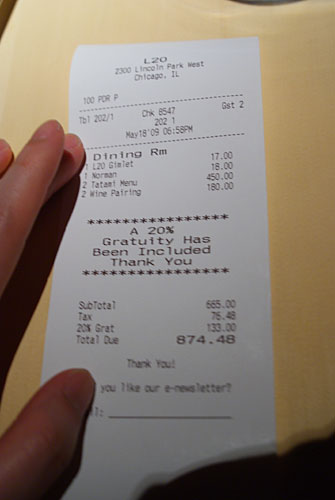 L2O
2300 Lincoln Park West
Chicago, IL
100 PDR P
Tbl 202/1 Chk 8547 Gst 2
202 1
May18'09 06:58PM
Dining Rm
1 L2O Gimlet 17.00
1 Norman 18.00
2 Tatami Menu 450.00
2 Wine Pairing 180.00
********************
A 20%
Gratuity Has
Been Included
Thank You
********************
SubTotal 665.00
Tax 76.48
20% Grat 133.00
Total Due 874.48
Thank You!
you like our e-newsletter?
l: